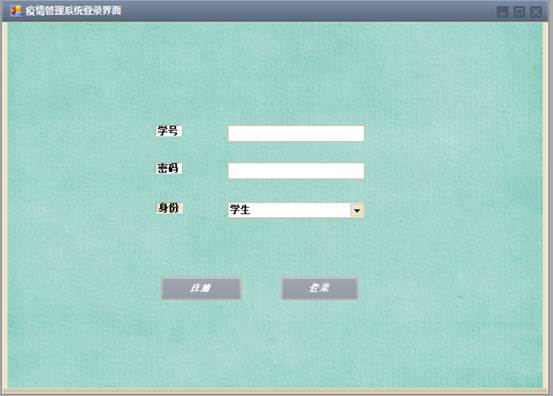 疫情管理系统登录界面
学号
密码
身份 学生
注册 登录